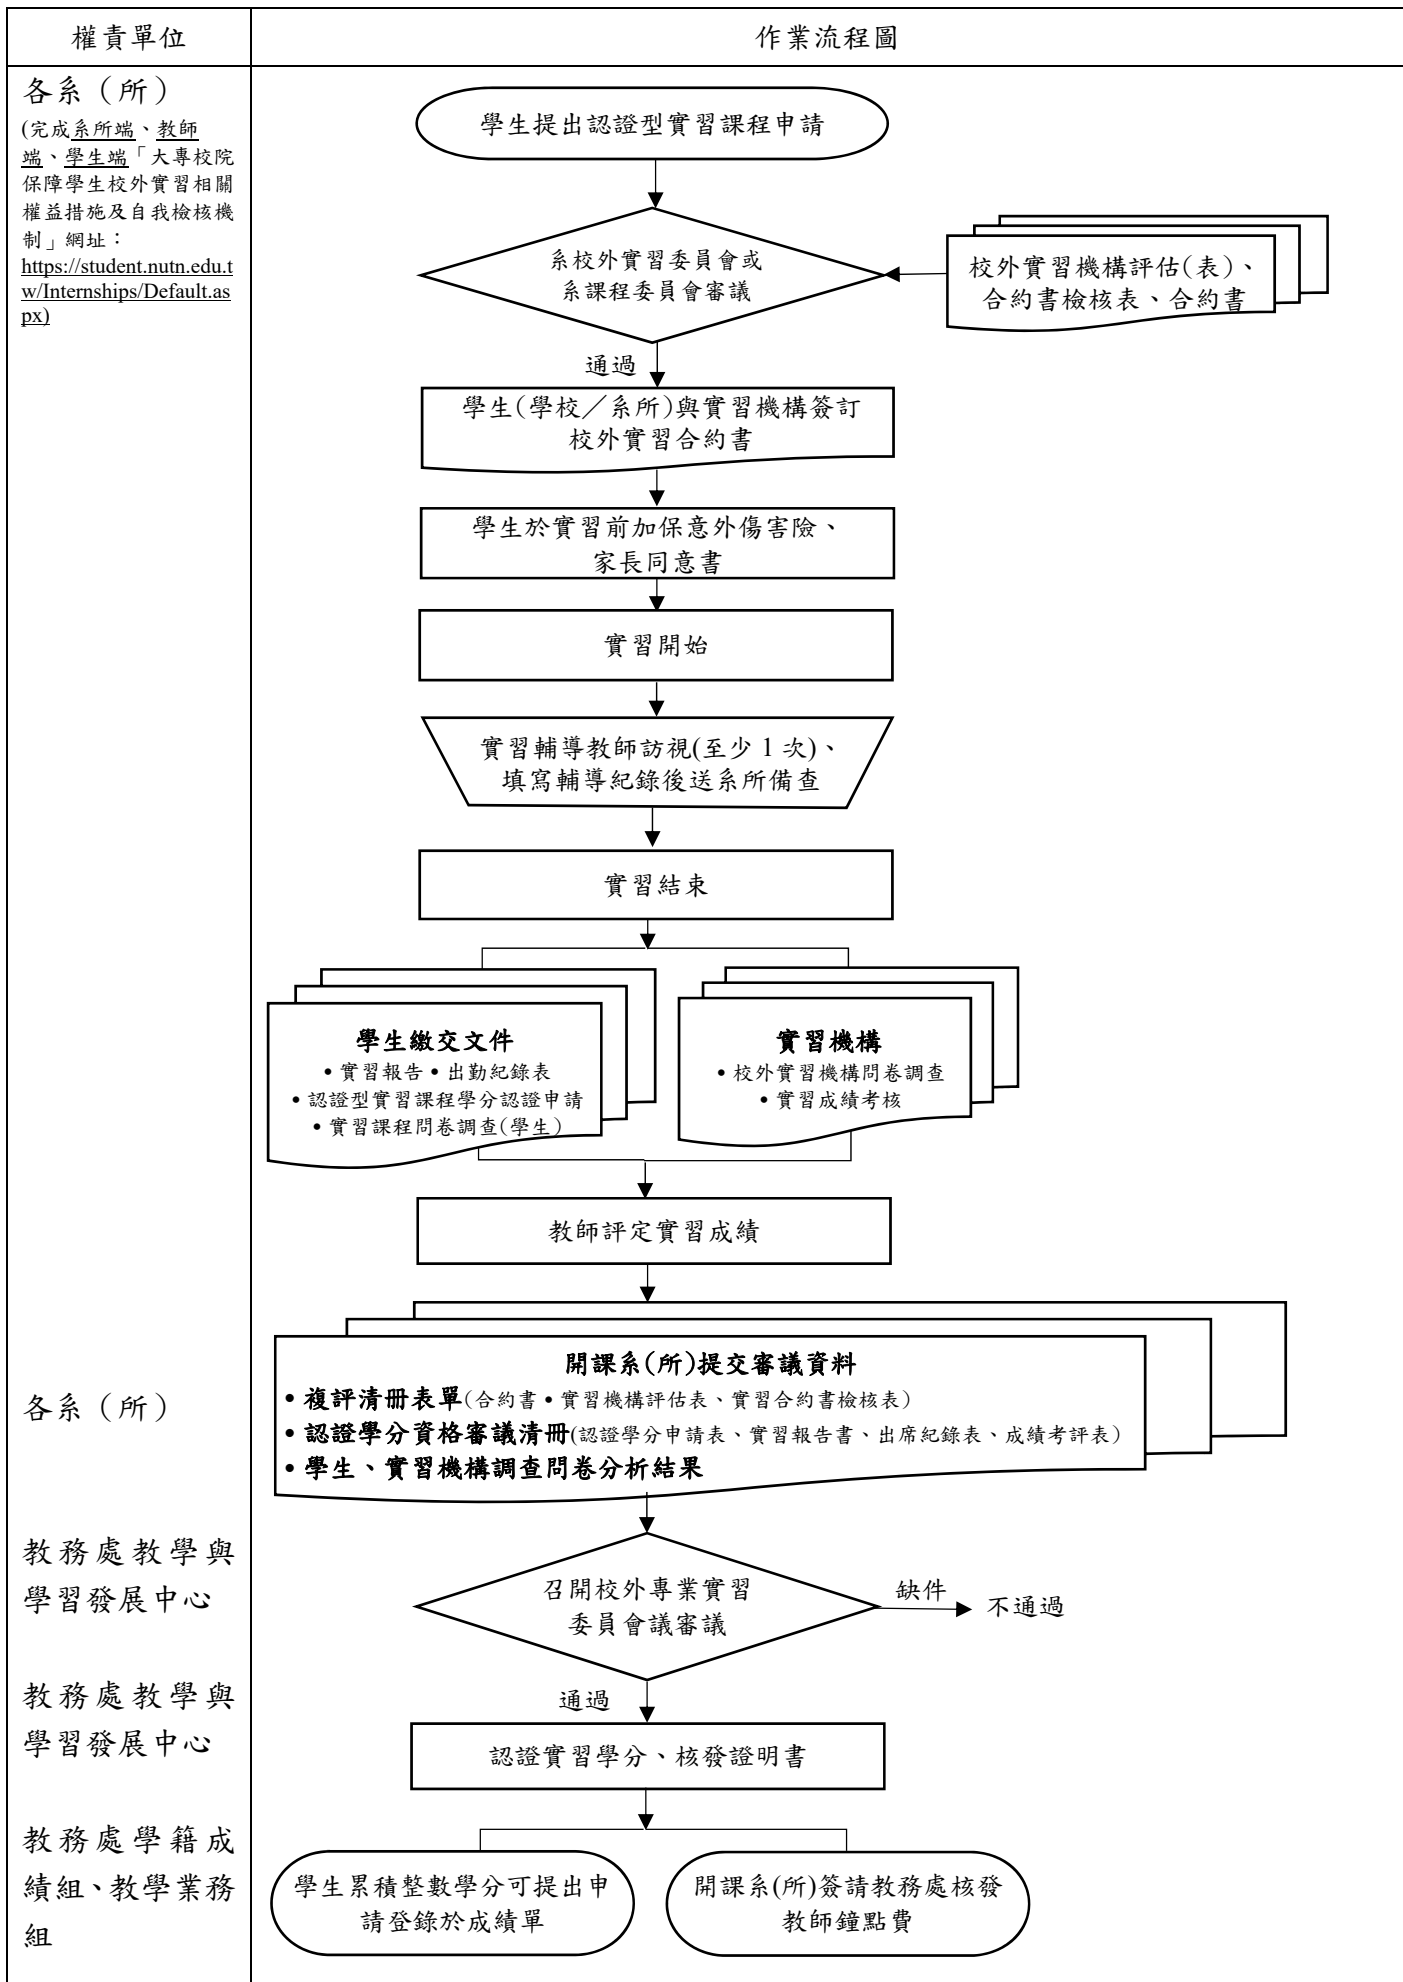 權責單位
作業流程圖
各系（所）
(完成系所端、教師
端、學生端「大專校院
保障學生校外實習相關
權益措施及自我檢核機
制」網址：
https://student.nutn.edu.t
w/Internships/Default.as
px)
學生提出認證型實習課程申請
系校外實習委員會或
系課程委員會審議
校外實習機構評估(表)、
合約書檢核表、合約書
通過
學生(學校／系所)與實習機構簽訂
校外實習合約書
學生於實習前加保意外傷害險、
家長同意書
實習開始
實習輔導教師訪視(至少 1 次)、
填寫輔導紀錄後送系所備查
實習結束
學生繳交文件
•實習報告•出勤紀錄表
•認證型實習課程學分認證申請
•實習課程問卷調查(學生)
實習機構
•校外實習機構問卷調查
•實習成績考核
教師評定實習成績
各系（所）
開課系(所)提交審議資料
•複評清冊表單(合約書•實習機構評估表、實習合約書檢核表)
•認證學分資格審議清冊(認證學分申請表、實習報告書、出席紀錄表、成績考評表)
•學生、實習機構調查問卷分析結果
教務處教學與
學習發展中心
召開校外專業實習
委員會議審議
缺件
不通過
教務處教學與
學習發展中心
通過
認證實習學分、核發證明書
教務處學籍成
績組、教學業務
組
學生累積整數學分可提出申
請登錄於成績單
開課系(所)簽請教務處核發
教師鐘點費